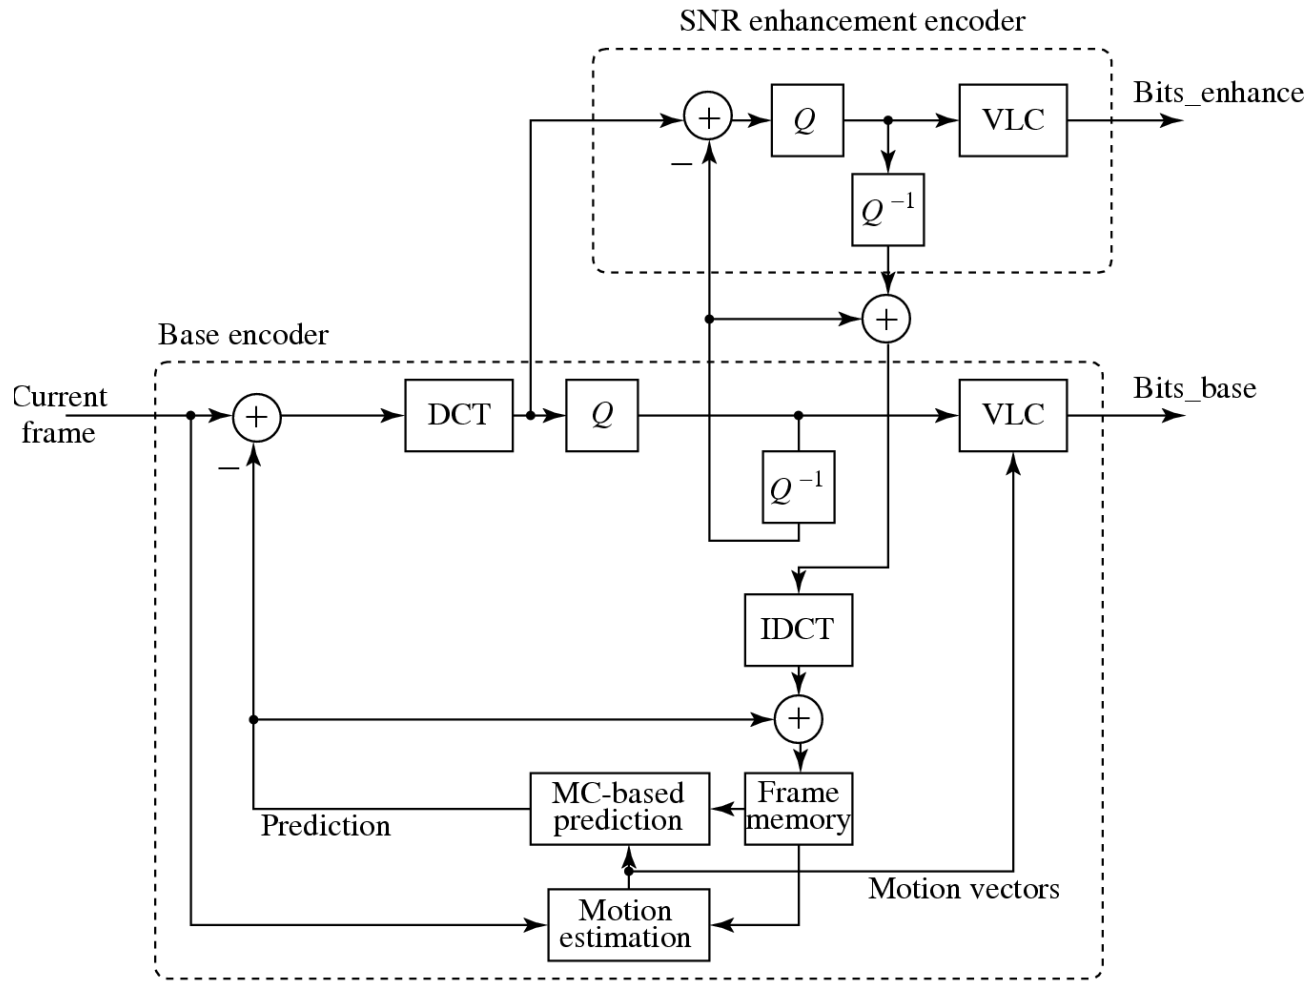 SNR enhancement encoder
Bits_enhance
+
Q
VLC
−
Q −1
+
Base encoder
Current
frame
+
DCT
Q
VLC
Bits_base
−
Q −1
IDCT
+
MC-based
prediction
Frame
memory
Prediction
Motion vectors
Motion
estimation